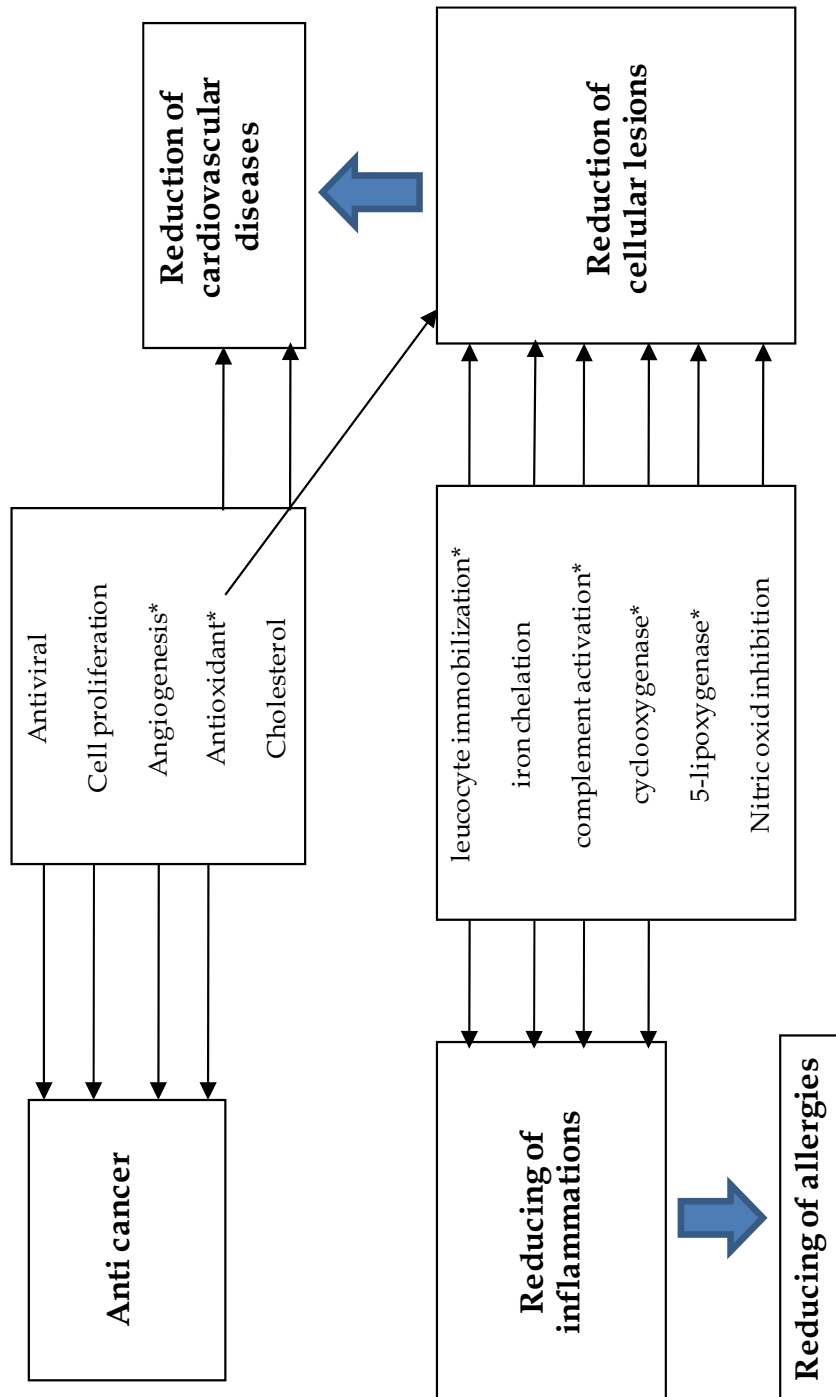 Anti cancer
Antiviral
Cell proliferation
Angiogenesis*
Antioxidant*
Cholesterol
Reduction of
cardiovascular
diseases
Reducing of
inflammations
leucocyte immobilization*
iron chelation
complement activation*
cyclooxygenase*
5-lipoxygenase*
Nitric oxid inhibition
Reduction of
cellular lesions
Reducing of allergies